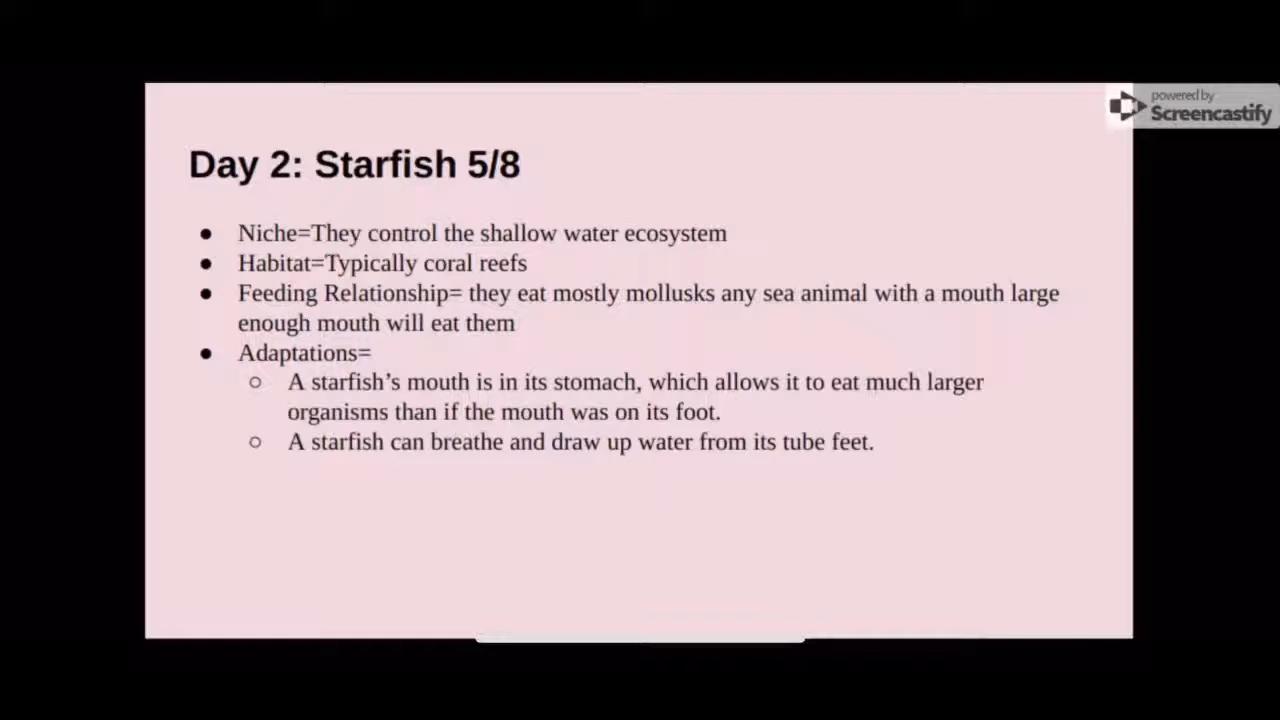 powered by
Screencastify
Day 2: Starfish 5/8
● Niche=They control the shallow water ecosystem
● Habitat=Typically coral reefs
● Feeding Relationship= they eat mostly mollusks any sea animal with a mouth large
enough mouth will eat them
● Adaptations=
○ A starfish’s mouth is in its stomach, which allows it to eat much larger
organisms than if the mouth was on its foot.
○ A starfish can breathe and draw up water from its tube feet.